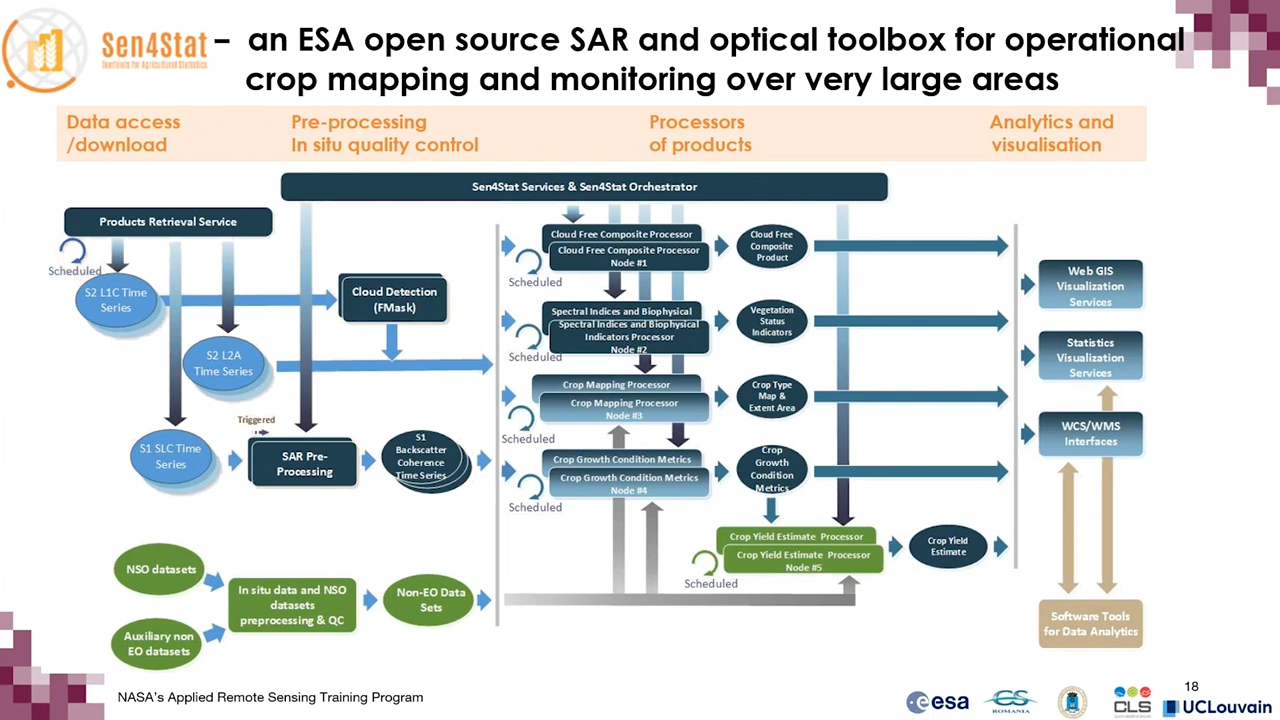 Sen4Stat – an ESA open source SAR and optical toolbox for operational
Sentinels for Agricultural Statistics
crop mapping and monitoring over very large areas
Data access
/download
Pre-processing
In situ quality control
Processors
of products
Analytics and
visualisation
Sen4Stat Services & Sen4Stat Orchestrator
Products Retrieval Service
Scheduled
S2 L1C Time
Series
Cloud Detection
(FMask)
S2 L2A
Time Series
Triggered
S1 SLC Time
Series
SAR Pre-
Processing
S1
Backscatter
Coherence
Time Series
NSO datasets
Auxiliary non
EO datasets
In situ data and NSO
datasets
preprocessing & QC
Non-EO Data
Sets
Cloud Free Composite Processor
Cloud Free Composite Processor
Node #1
Scheduled
Cloud Free
Composite
Product
Spectral Indices and Biophysical
Spectral Indices and Biophysical
Indicators Processor
Node #2
Scheduled
Vegetation
Status
Indicators
Crop Mapping Processor
Crop Mapping Processor
Node #3
Scheduled
Crop Type
Map &
Extent Area
Crop Growth Condition Metrics
Crop Growth Condition Metrics
Node #4
Scheduled
Crop
Growth
Condition
Metrics
Crop Yield Estimate Processor
Crop Yield Estimate Processor
Node #5
Scheduled
Crop Yield
Estimate
Web GIS
Visualization
Services
Statistics
Visualization
Services
WCS/WMS
Interfaces
Software Tools
for Data Analytics
NASA's Applied Remote Sensing Training Program
18
esa
CS
ROMANIA
CLS
UCLouvain